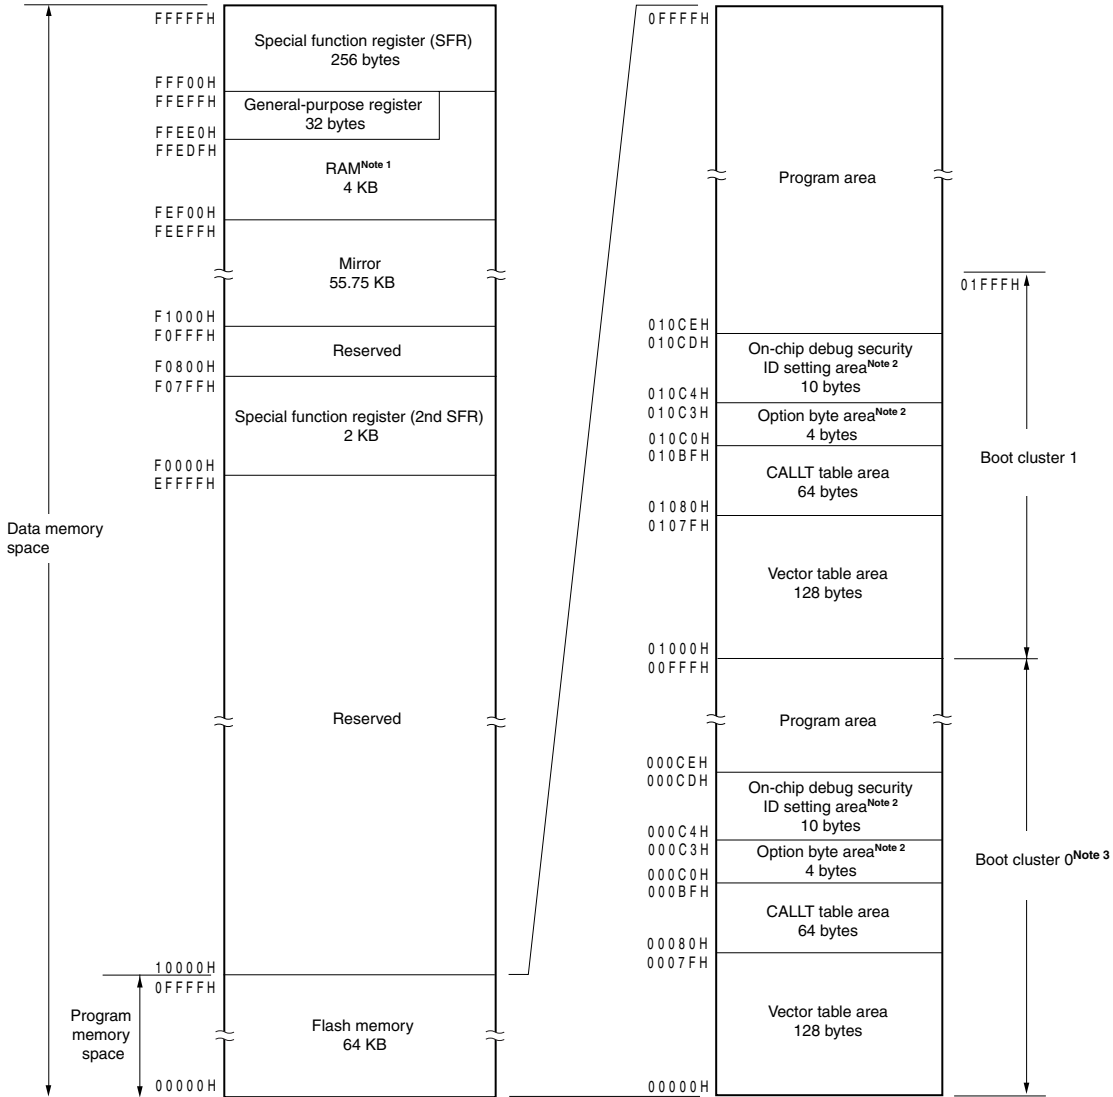 FFFFFH
Special function register (SFR)
256 bytes
FFF00H
FFEFFH
General-purpose register
32 bytes
FFEE0H
FFEDFH
RAMNote 1
4 KB
FEF00H
FEEFFH
Mirror
55.75 KB
F1000H
F0FFFH
Reserved
F0800H
F07FFH
Special function register (2nd SFR)
2 KB
F0000H
EFFFFH
Data memory
space
Reserved
10000H
0FFFFH
Program
memory
space
Flash memory
64 KB
00000H
0FFFFH
Program area
01FFFH
010CEH
010CDH
On-chip debug security
ID setting areaNote 2
10 bytes
010C4H
010C3H
Option byte areaNote 2
4 bytes
010C0H
010BFH
Boot cluster 1
CALLT table area
64 bytes
01080H
0107FH
Vector table area
128 bytes
01000H
00FFFH
Program area
000CEH
000CDH
On-chip debug security
ID setting areaNote 2
10 bytes
000C4H
000C3H
Option byte areaNote 2
4 bytes
Boot cluster 0Note 3
000C0H
000BFH
CALLT table area
64 bytes
00080H
0007FH
Vector table area
128 bytes
00000H